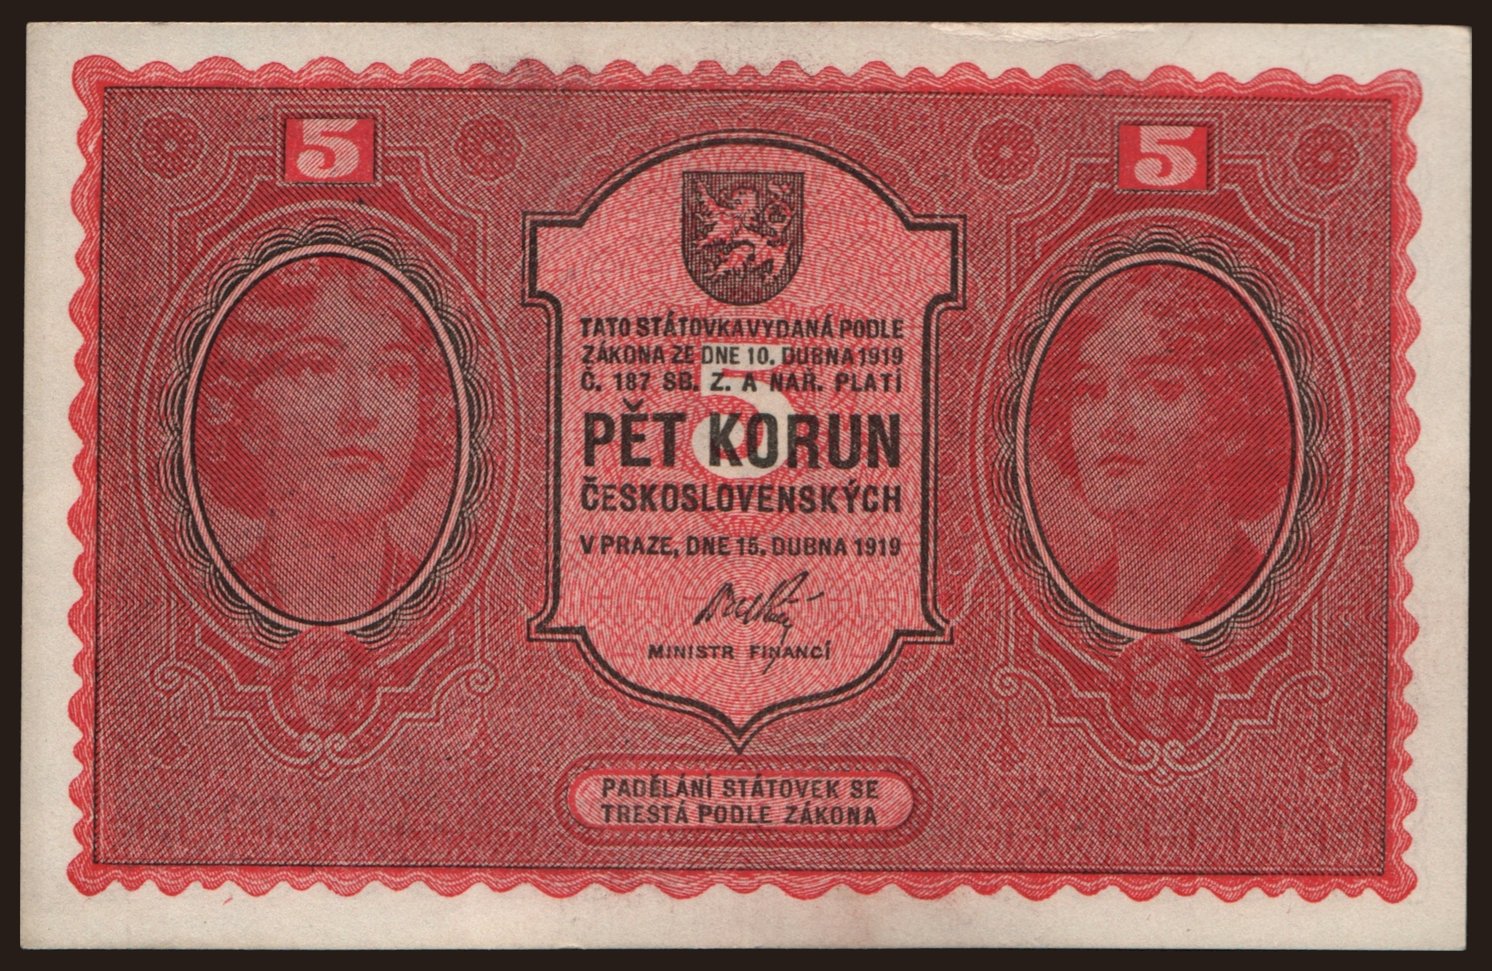 5
5
TATO STÁTOVKA VYDANÁ PODLE
ZÁKONA ZE DNE 10. DUBNA 1919
Č. 187 SB. Z. A NAŘ. PLATÍ
5
PĚT KORUN
ČESKOSLOVENSKÝCH
V PRAZE, DNE 15. DUBNA 1919
MINISTR FINANCÍ
PADĚLÁNÍ STÁTOVEK SE
TRESTÁ PODLE ZÁKONA